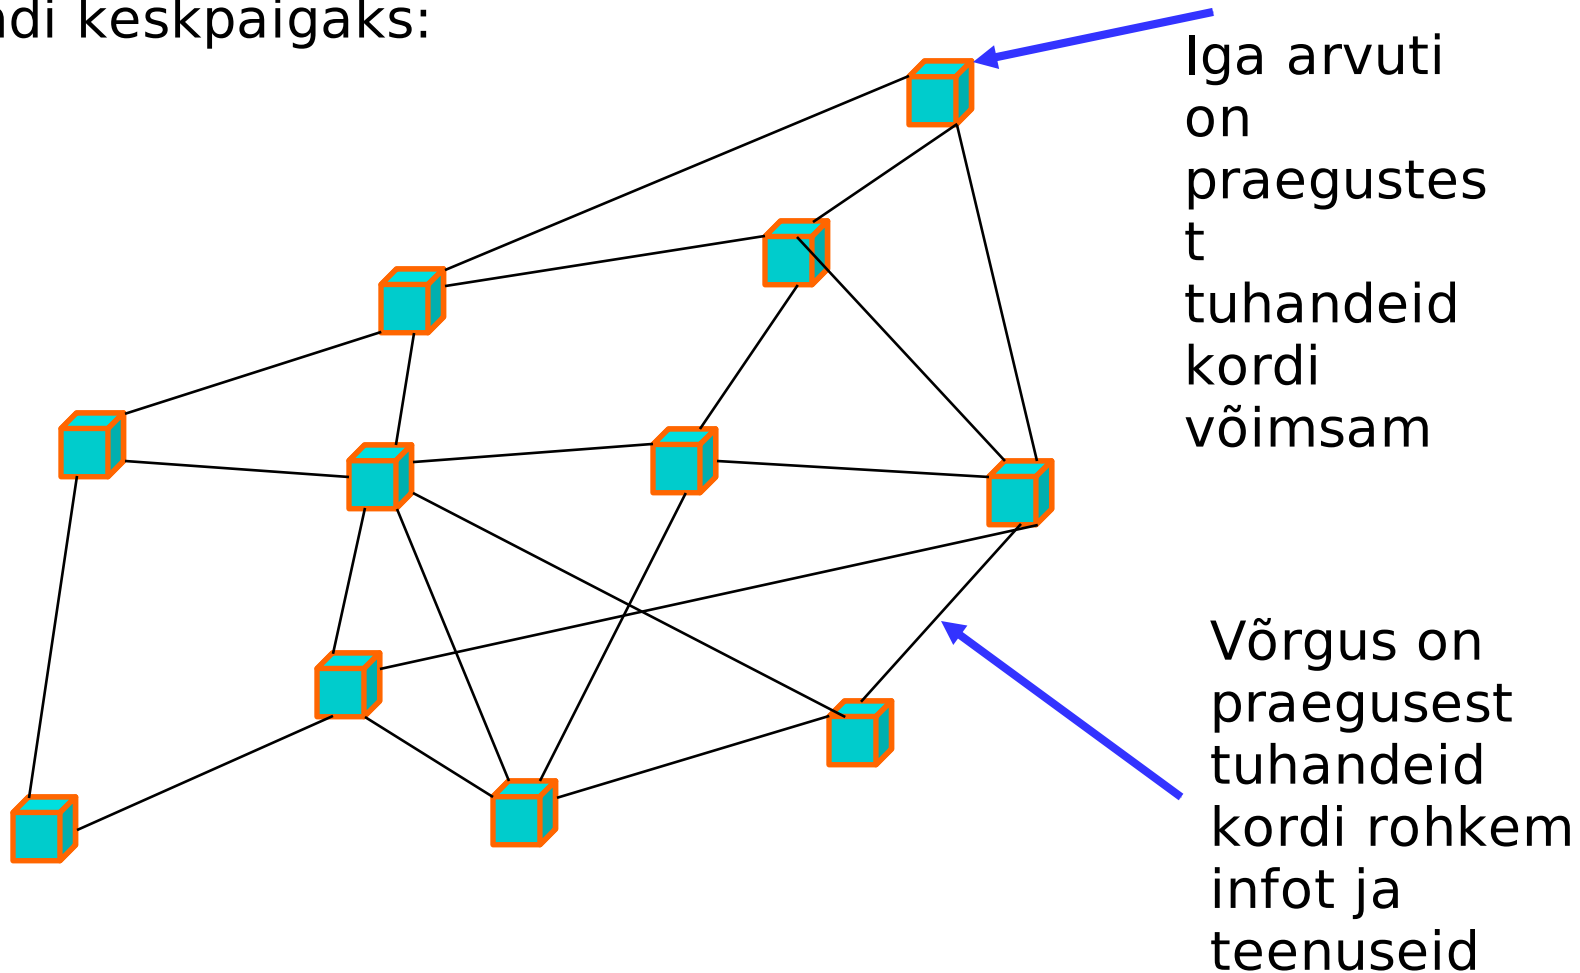 ndi keskpaigaks:
Iga arvuti
on
praegustes
t
tuhandeid
kordi
võimsam
Võrgus on
praegusest
tuhandeid
kordi rohkem
infot ja
teenuseid